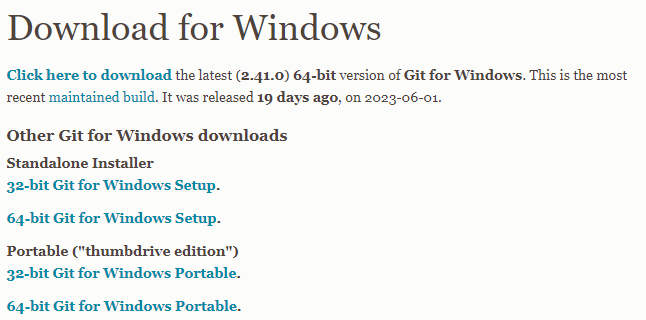 Download for Windows
Click here to download the latest (2.41.0) 64-bit version of Git for Windows. This is the most
recent maintained build. It was released 19 days ago, on 2023-06-01.
Other Git for Windows downloads
Standalone Installer
32-bit Git for Windows Setup.
64-bit Git for Windows Setup.
Portable ("thumbdrive edition")
32-bit Git for Windows Portable.
64-bit Git for Windows Portable.